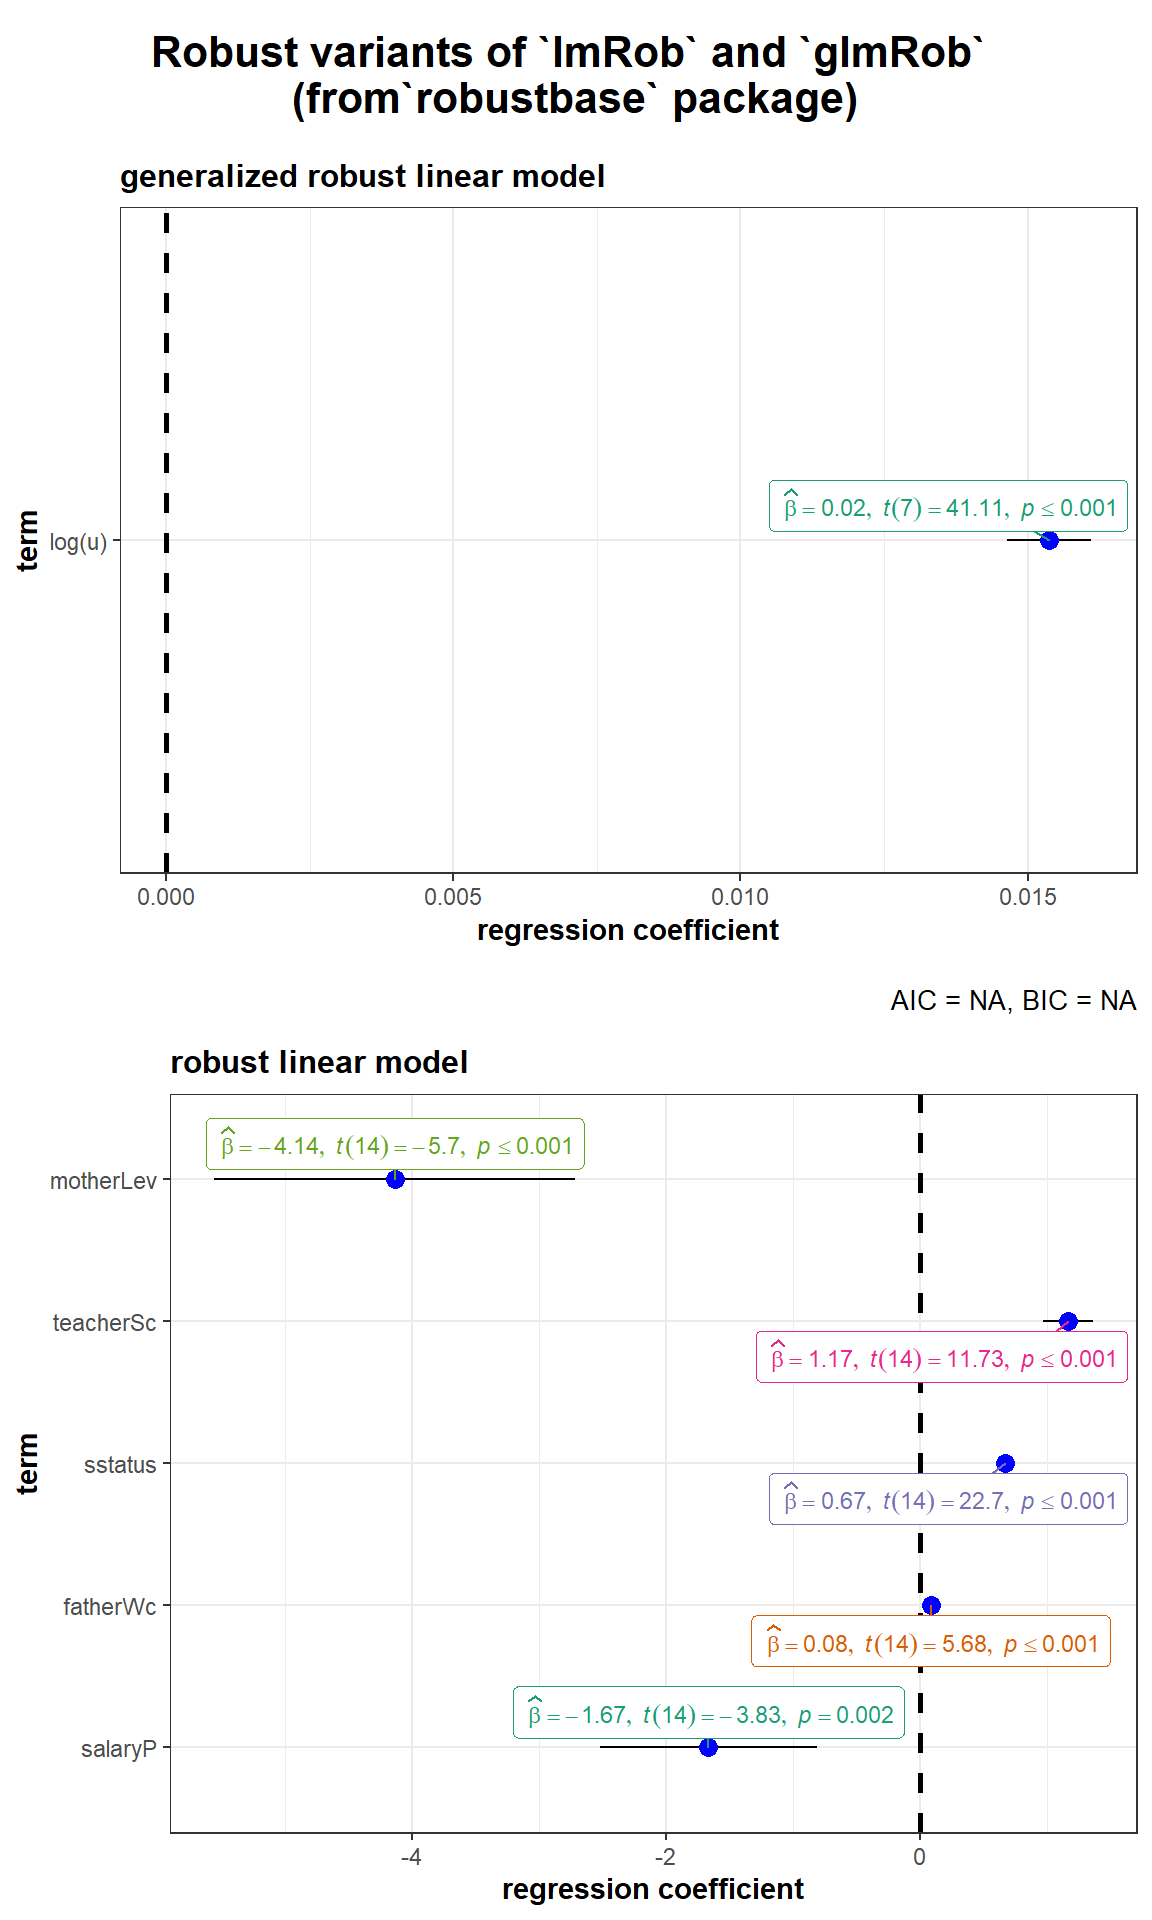 Robust variants of `lmRob` and `glmRob`
(from`robustbase` package)
generalized robust linear model
β̂ = 0.02, t(7) = 41.11, p ≤ 0.001
term
log(u)
0.000 0.005 0.010 0.015
regression coefficient
AIC = NA, BIC = NA
robust linear model
β̂ = −4.14, t(14) = −5.7, p ≤ 0.001
motherLev
teacherSc
β̂ = 1.17, t(14) = 11.73, p ≤ 0.001
term
sstatus
β̂ = 0.67, t(14) = 22.7, p ≤ 0.001
fatherWc
β̂ = 0.08, t(14) = 5.68, p ≤ 0.001
β̂ = −1.67, t(14) = −3.83, p = 0.002
salaryP
-4 -2 0
regression coefficient